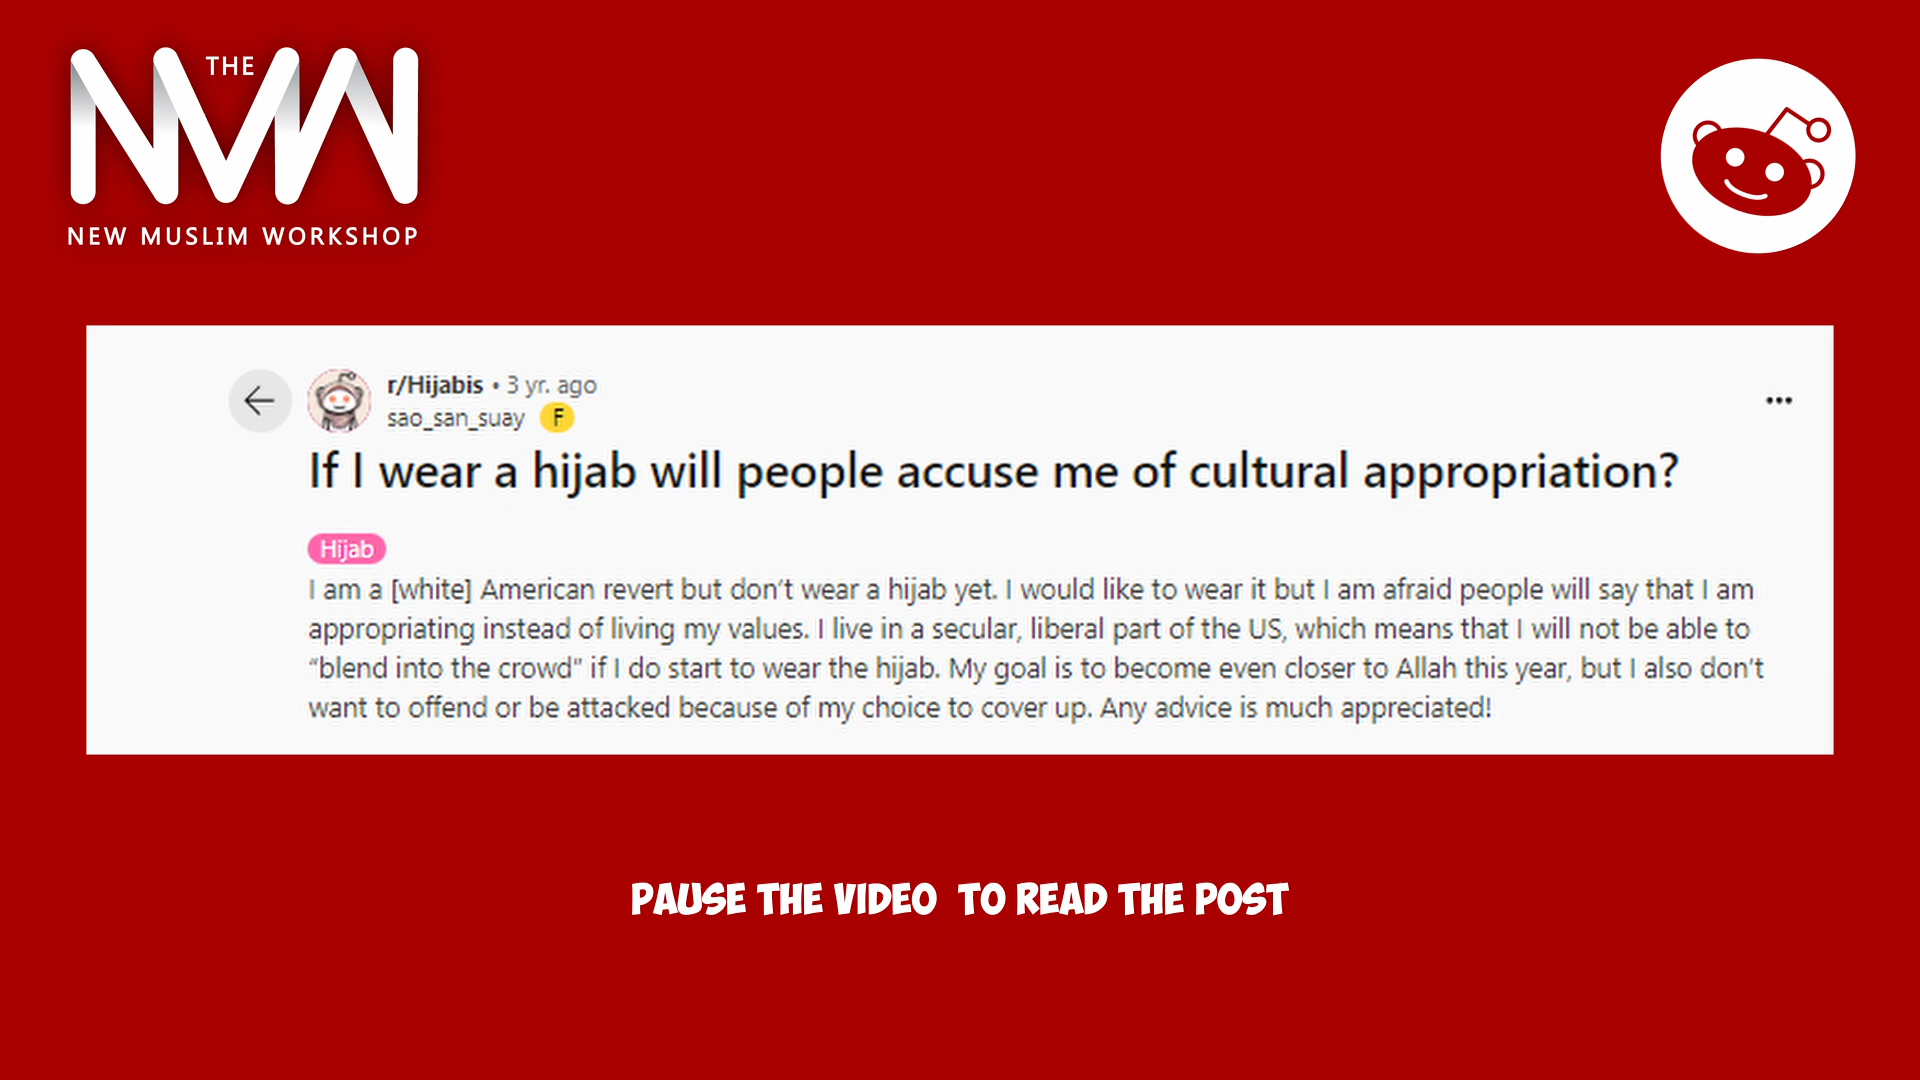 THE
NMW
NEW MUSLIM WORKSHOP
r/Hijabis • 3 yr. ago
sao_san_suay F
If I wear a hijab will people accuse me of cultural appropriation?
Hijab
I am a [white] American revert but don’t wear a hijab yet. I would like to wear it but I am afraid people will say that I am
appropriating instead of living my values. I live in a secular, liberal part of the US, which means that I will not be able to
“blend into the crowd” if I do start to wear the hijab. My goal is to become even closer to Allah this year, but I also don’t
want to offend or be attacked because of my choice to cover up. Any advice is much appreciated!
PAUSE THE VIDEO TO READ THE POST